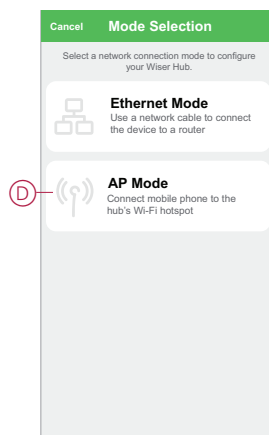 Cancel Mode Selection
Select a network connection mode to configure
your Wiser Hub.
Ethernet Mode
Use a network cable to connect
the device to a router
D
AP Mode
Connect mobile phone to the
hub's Wi-Fi hotspot